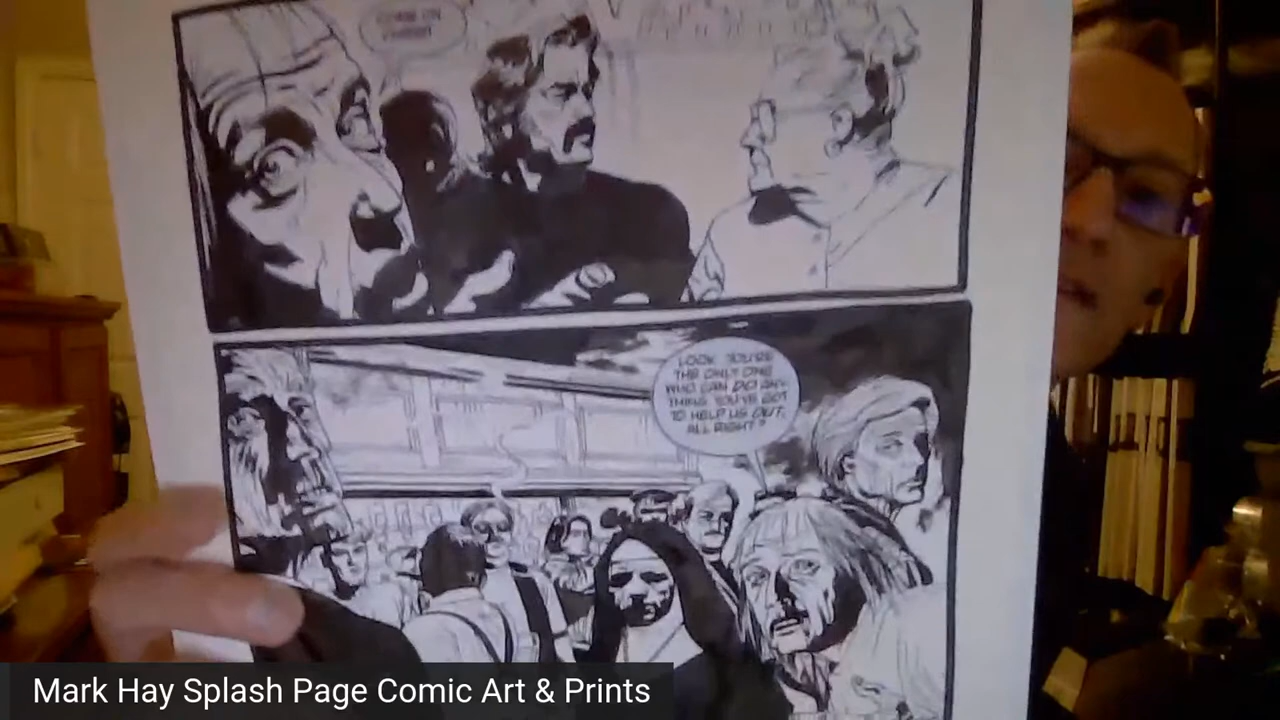 LOOK, YOU'RE
THE ONLY ONE
WHO CAN DO ANY-
THING. YOU'VE GOT
TO HELP US OUT,
ALL RIGHT?
Mark Hay Splash Page Comic Art & Prints